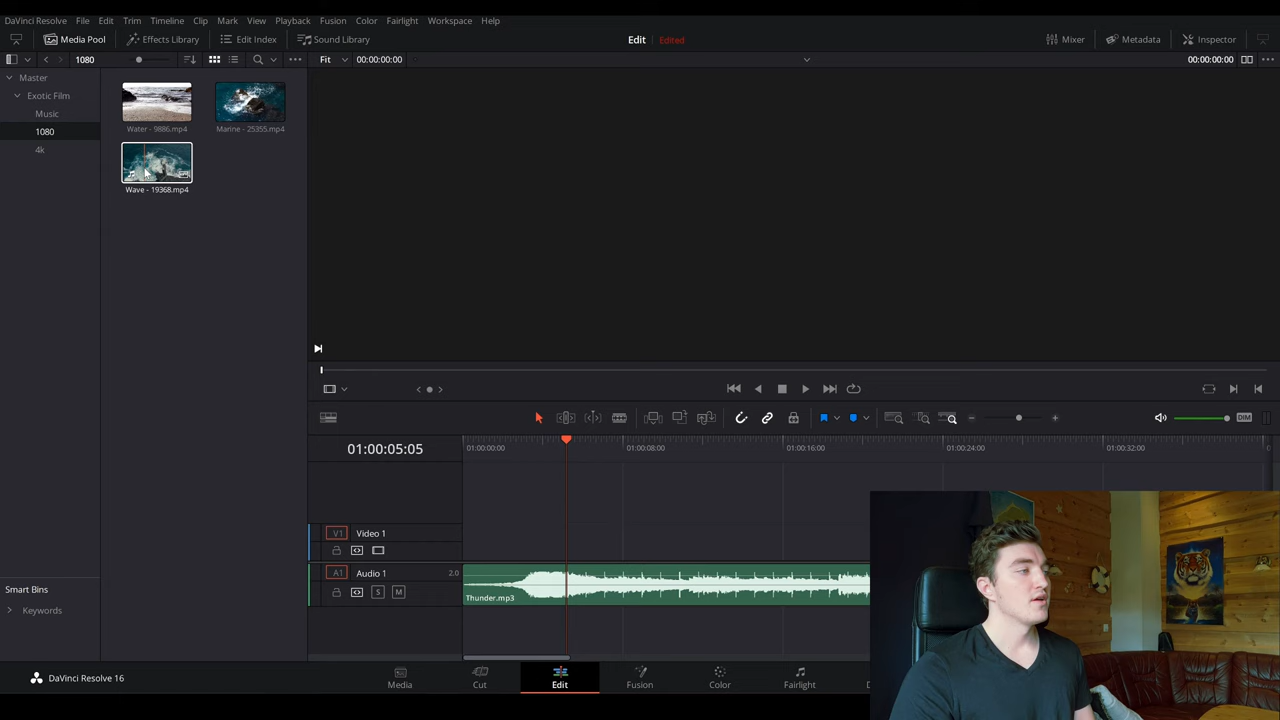 DaVinci Resolve File Edit Trim Timeline Clip Mark View Playback Fusion Color Fairlight Workspace Help
Media Pool Effects Library Edit Index Sound Library Edit Edited Mixer Metadata Inspector
1080 Fit 00:00:00:00 00:00:00:00
Master
Exotic Film
Music
1080
4k
Water - 9886.mp4 Marine - 25355.mp4
Wave - 19368.mp4
DIM
01:00:05:05 01:00:00:00 01:00:08:00 01:00:16:00 01:00:24:00 01:00:32:00
V1 Video 1
A1 Audio 1 2.0
S M
Thunder.mp3
Smart Bins
Keywords
DaVinci Resolve 16 Media Cut Edit Fusion Color Fairlight